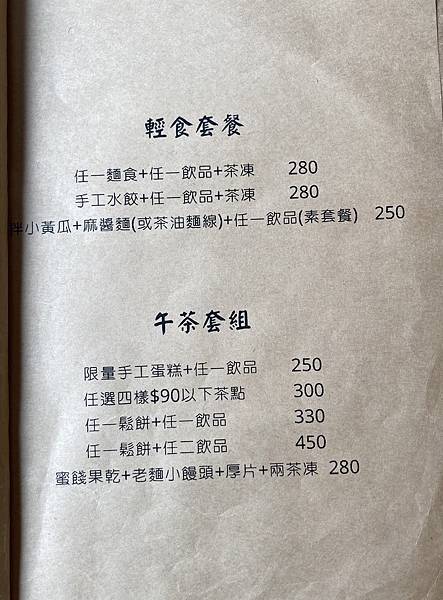 輕食套餐
任一麵食+任一飲品+茶凍 280
手工水餃+任一飲品+茶凍 280
拌小黃瓜+麻醬麵(或茶油麵線)+任一飲品(素套餐) 250
午茶套組
限量手工蛋糕+任一飲品 250
任選四樣$90以下茶點 300
任一鬆餅+任一飲品 330
任一鬆餅+任二飲品 450
蜜餞果乾+老麵小饅頭+厚片+兩茶凍 280